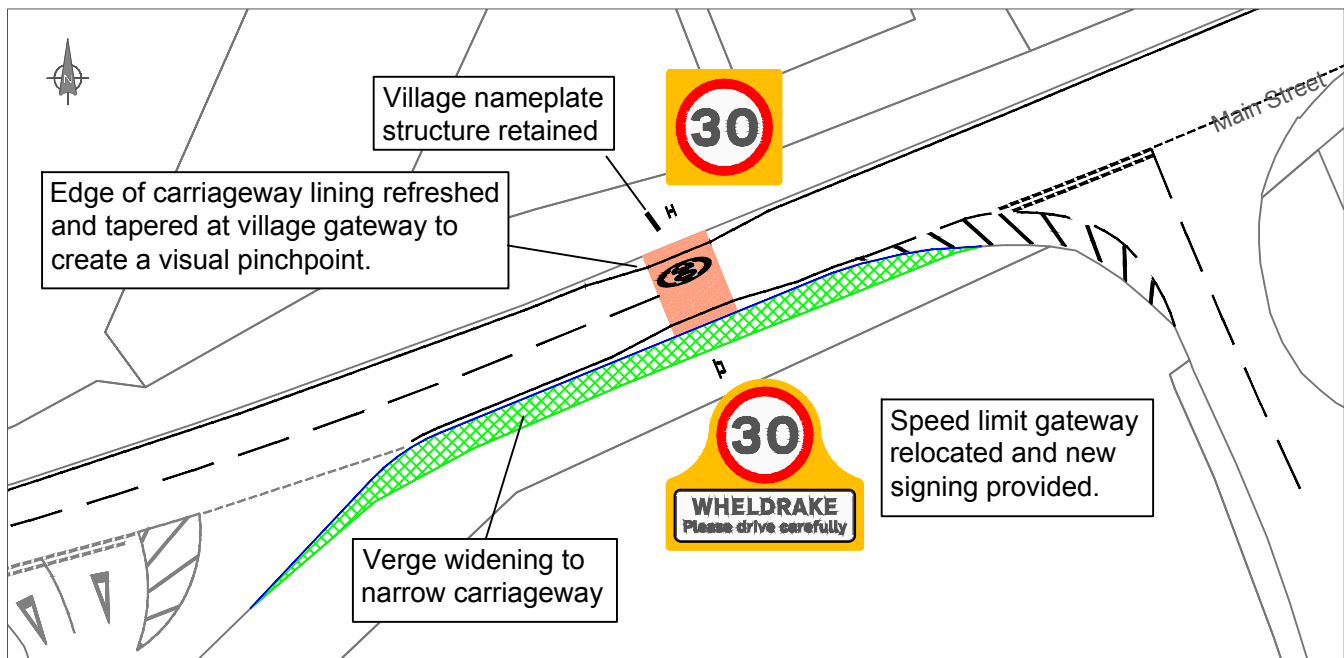 N
Village nameplate
structure retained
30
Main Street
Edge of carriageway lining refreshed
and tapered at village gateway to
create a visual pinchpoint.
30
30
WHELDRAKE
Please drive carefully
Speed limit gateway
relocated and new
signing provided.
Verge widening to
narrow carriageway